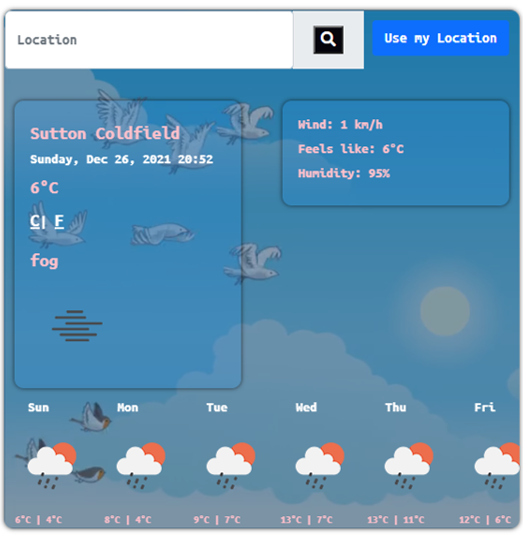 Location
Use my Location
Sutton Coldfield
Sunday, Dec 26, 2021 20:52
6°C
C| F
fog
Wind: 1 km/h
Feels like: 6°C
Humidity: 95%
Sun Mon Tue Wed Thu Fri
6°C | 4°C 8°C | 4°C 9°C | 7°C 13°C | 7°C 13°C | 11°C 12°C | 6°C